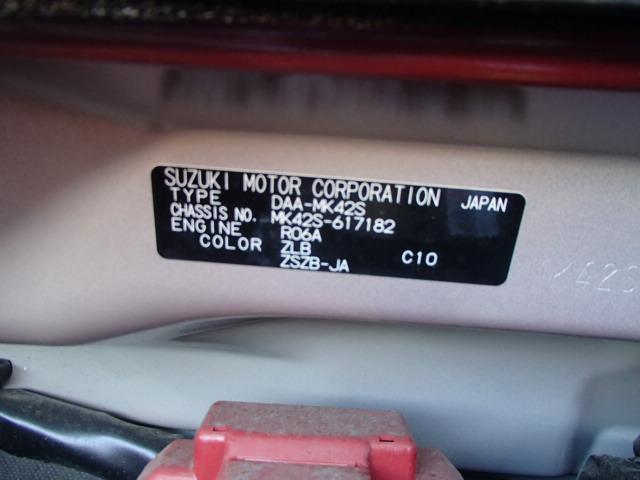 SUZUKI MOTOR CORPORATION JAPAN
TYPE DAA-MK42S
CHASSIS NO. MK42S-617182
ENGINE R06A
COLOR ZLB
ZSZB-JA C10